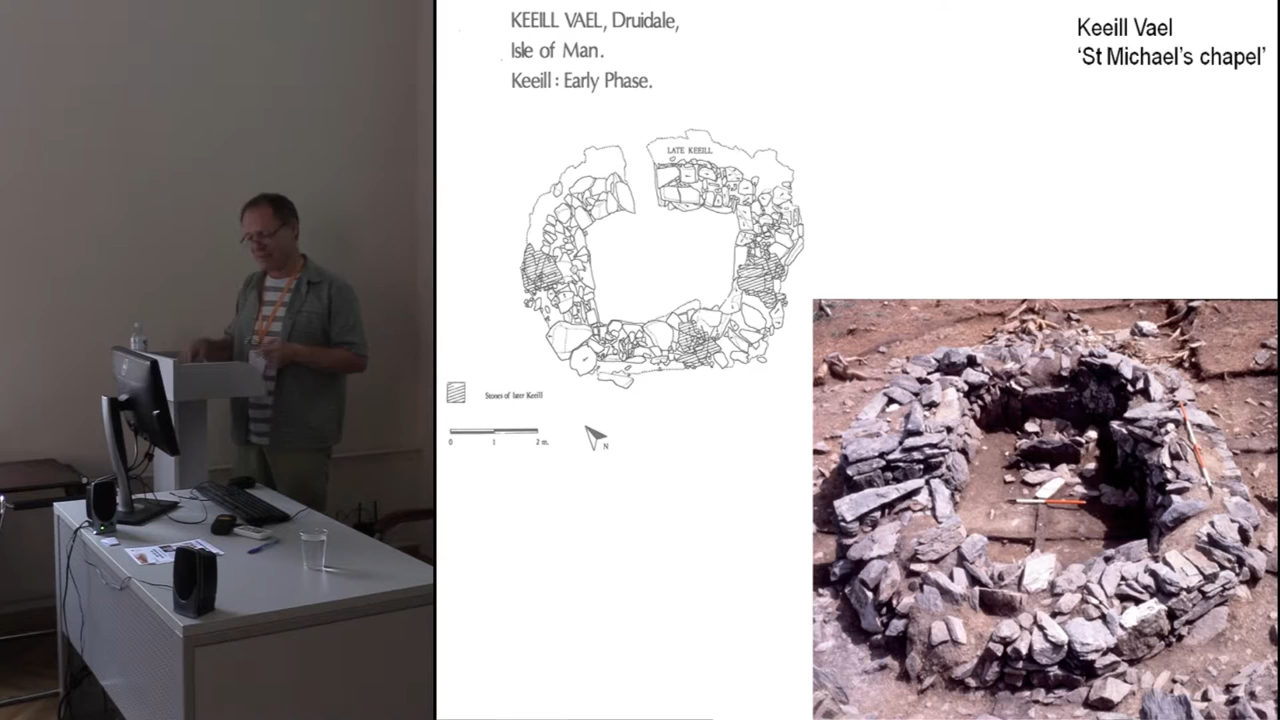 KEEILL VAEL, Druidale,
Isle of Man.
Keeill : Early Phase.
Keeill Vael
‘St Michael’s chapel’
LATE KEEILL
Stones of later Keeill
0 1 2 m.
N